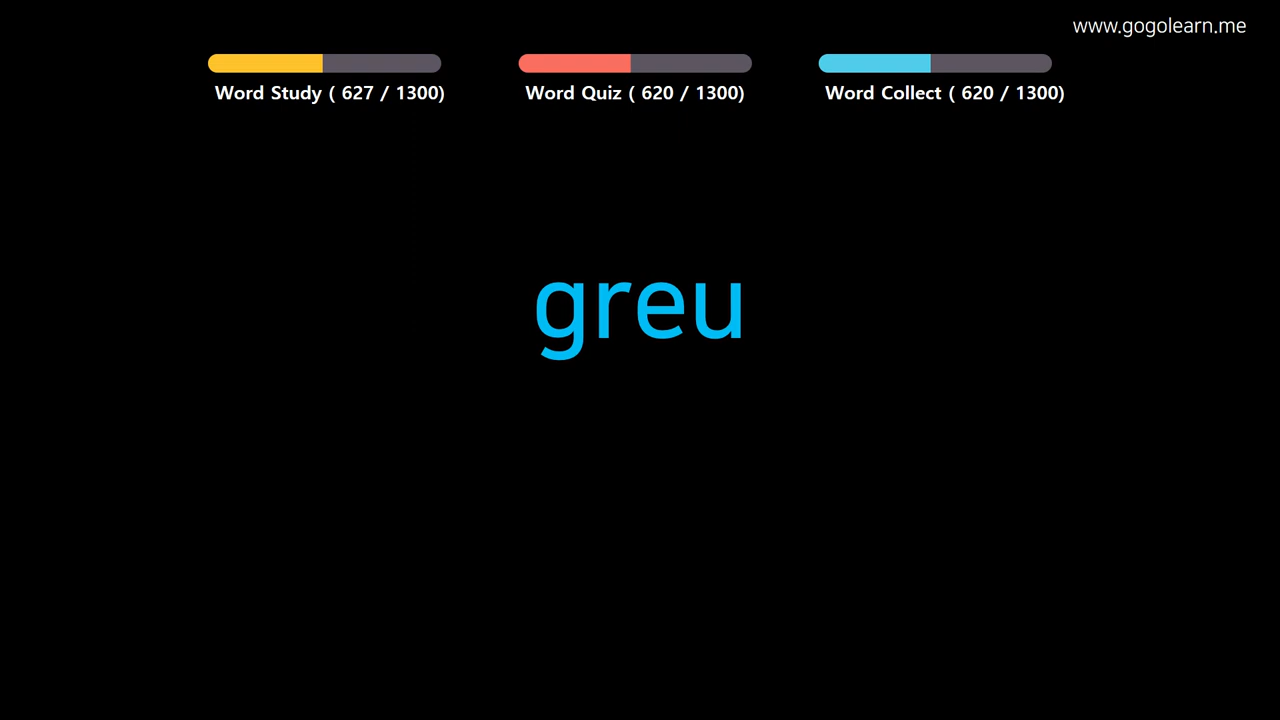 www.gogolearn.me
Word Study ( 627 / 1300)
Word Quiz ( 620 / 1300)
Word Collect ( 620 / 1300)
greu